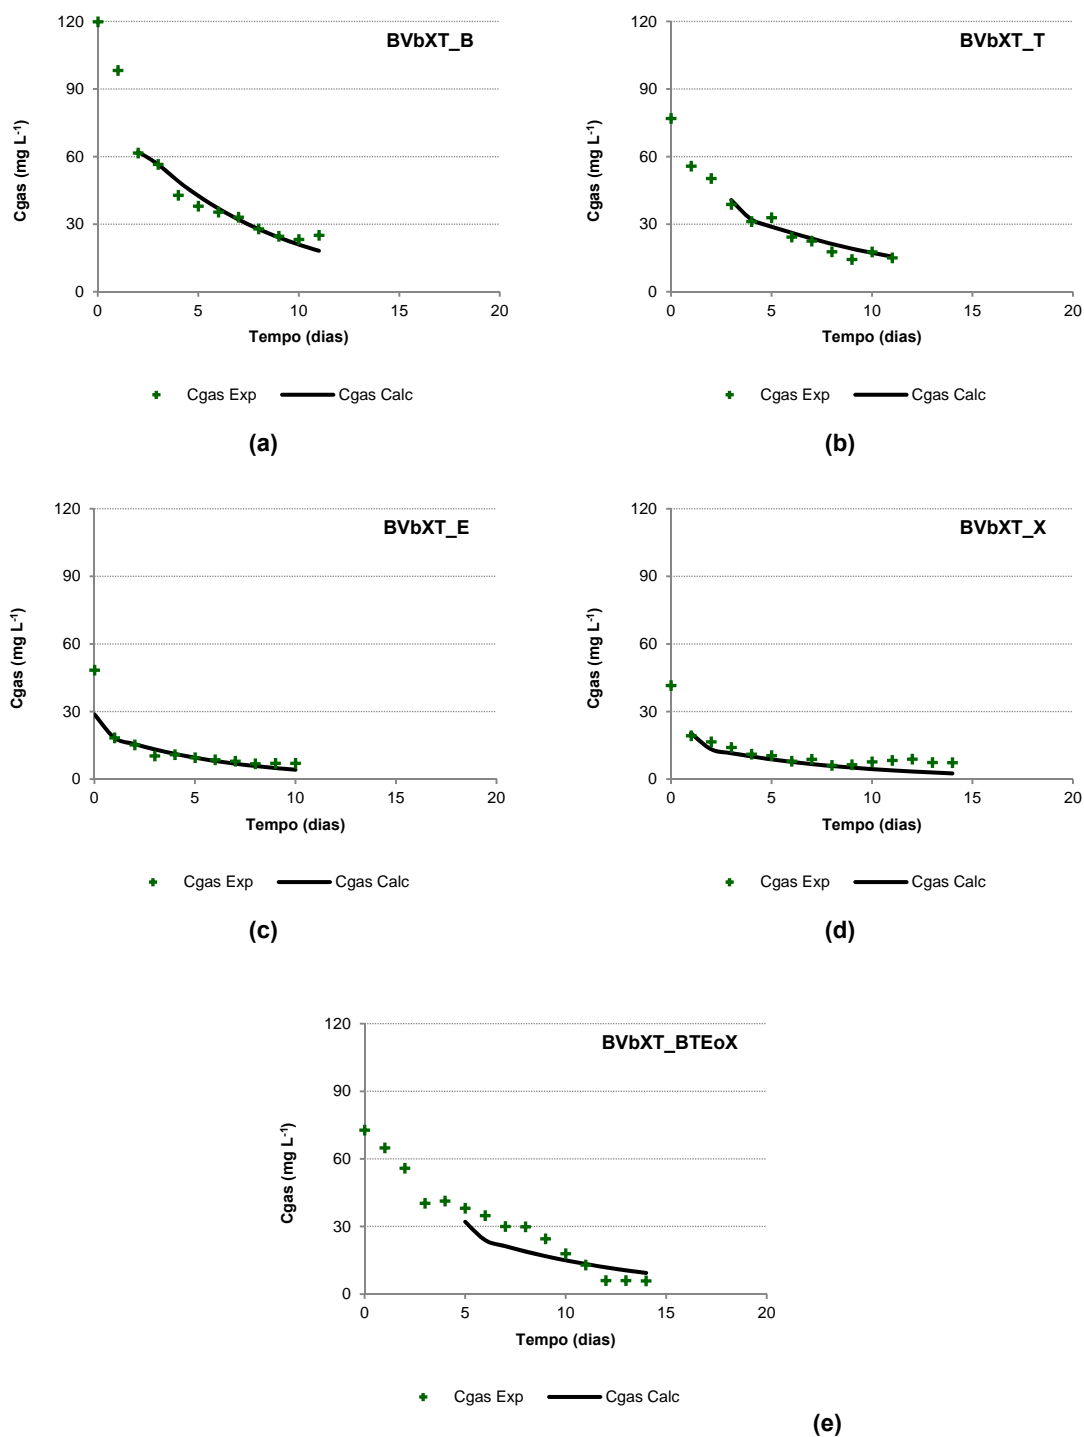 BVbXT_B
120
90
60
30
0
Cgas (mg L-1)
0 5 10 15 20
Tempo (dias)
Cgas Exp Cgas Calc
(a)
BVbXT_T
120
90
60
30
0
Cgas (mg L-1)
0 5 10 15 20
Tempo (dias)
Cgas Exp Cgas Calc
(b)
BVbXT_E
120
90
60
30
0
Cgas (mg L-1)
0 5 10 15 20
Tempo (dias)
Cgas Exp Cgas Calc
(c)
BVbXT_X
120
90
60
30
0
Cgas (mg L-1)
0 5 10 15 20
Tempo (dias)
Cgas Exp Cgas Calc
(d)
BVbXT_BTEoX
120
90
60
30
0
Cgas (mg L-1)
0 5 10 15 20
Tempo (dias)
Cgas Exp Cgas Calc
(e)